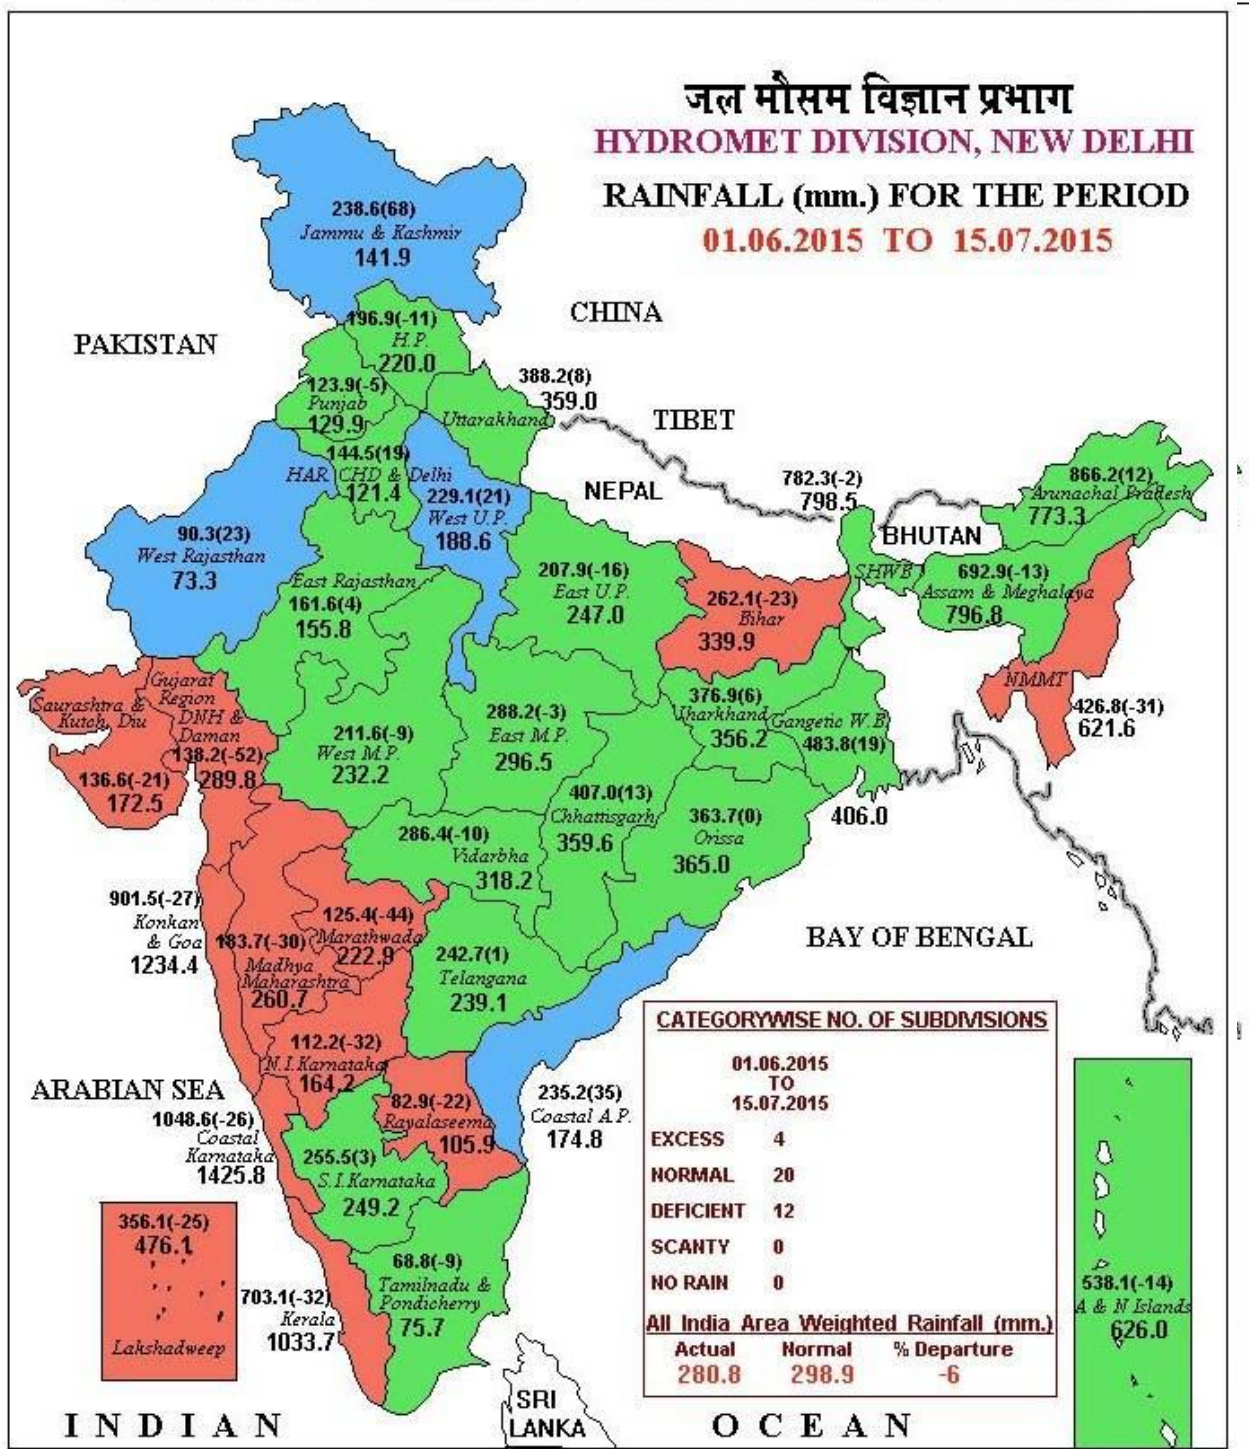 जल मौसम विज्ञान प्रभाग
HYDROMET DIVISION, NEW DELHI
RAINFALL (mm.) FOR THE PERIOD
01.06.2015 TO 15.07.2015
238.6(68)
Jammu & Kashmir
141.9
CHINA
PAKISTAN
196.9(-11)
H.P.
220.0
388.2(8)
359.0
Uttarakhand
123.9(-5)
Punjab
129.9
TIBET
144.5(19)
HAR CHD & Delhi
121.4
229.1(21)
West U.P.
188.6
NEPAL
782.3(-2)
798.5
SHWB
BHUTAN
866.2(12)
Arunachal Pradesh
773.3
90.3(23)
West Rajasthan
73.3
East Rajasthan
161.6(4)
155.8
207.9(-16)
East U.P.
247.0
262.1(-23)
Bihar
339.9
692.9(-13)
Assam & Meghalaya
796.8
NMMT
426.8(-31)
621.6
Saurashtra &
Kutch, Diu
136.6(-21)
172.5
Gujarat
Region
DNH &
Daman
138.2(-52)
289.8
211.6(-9)
West M.P.
232.2
288.2(-3)
East M.P.
296.5
376.9(6)
Jharkhand
356.2
Gangetic W.B
483.8(19)
406.0
407.0(13)
Chhattisgarh
359.6
363.7(0)
Orissa
365.0
286.4(-10)
Vidarbha
318.2
901.5(-27)
Konkan
& Goa
1234.4
183.7(-30)
Madhya
Maharashtra
260.7
125.4(-44)
Marathwada
222.9
242.7(1)
Telangana
239.1
BAY OF BENGAL
112.2(-32)
N.I.Karnataka
164.2
ARABIAN SEA
1048.6(-26)
Coastal
Karnataka
1425.8
82.9(-22)
Rayalaseema
105.9
235.2(35)
Coastal A.P.
174.8
255.5(3)
S.I.Karnataka
249.2
356.1(-25)
476.1
Lakshadweep
703.1(-32)
Kerala
1033.7
68.8(-9)
Tamilnadu &
Pondicherry
75.7
CATEGORYWISE NO. OF SUBDIVISIONS
01.06.2015
TO
15.07.2015
EXCESS 4
NORMAL 20
DEFICIENT 12
SCANTY 0
NO RAIN 0
All India Area Weighted Rainfall (mm.)
Actual Normal % Departure
280.8 298.9 -6
538.1(-14)
A & N Islands
626.0
SRI
LANKA
INDIAN OCEAN